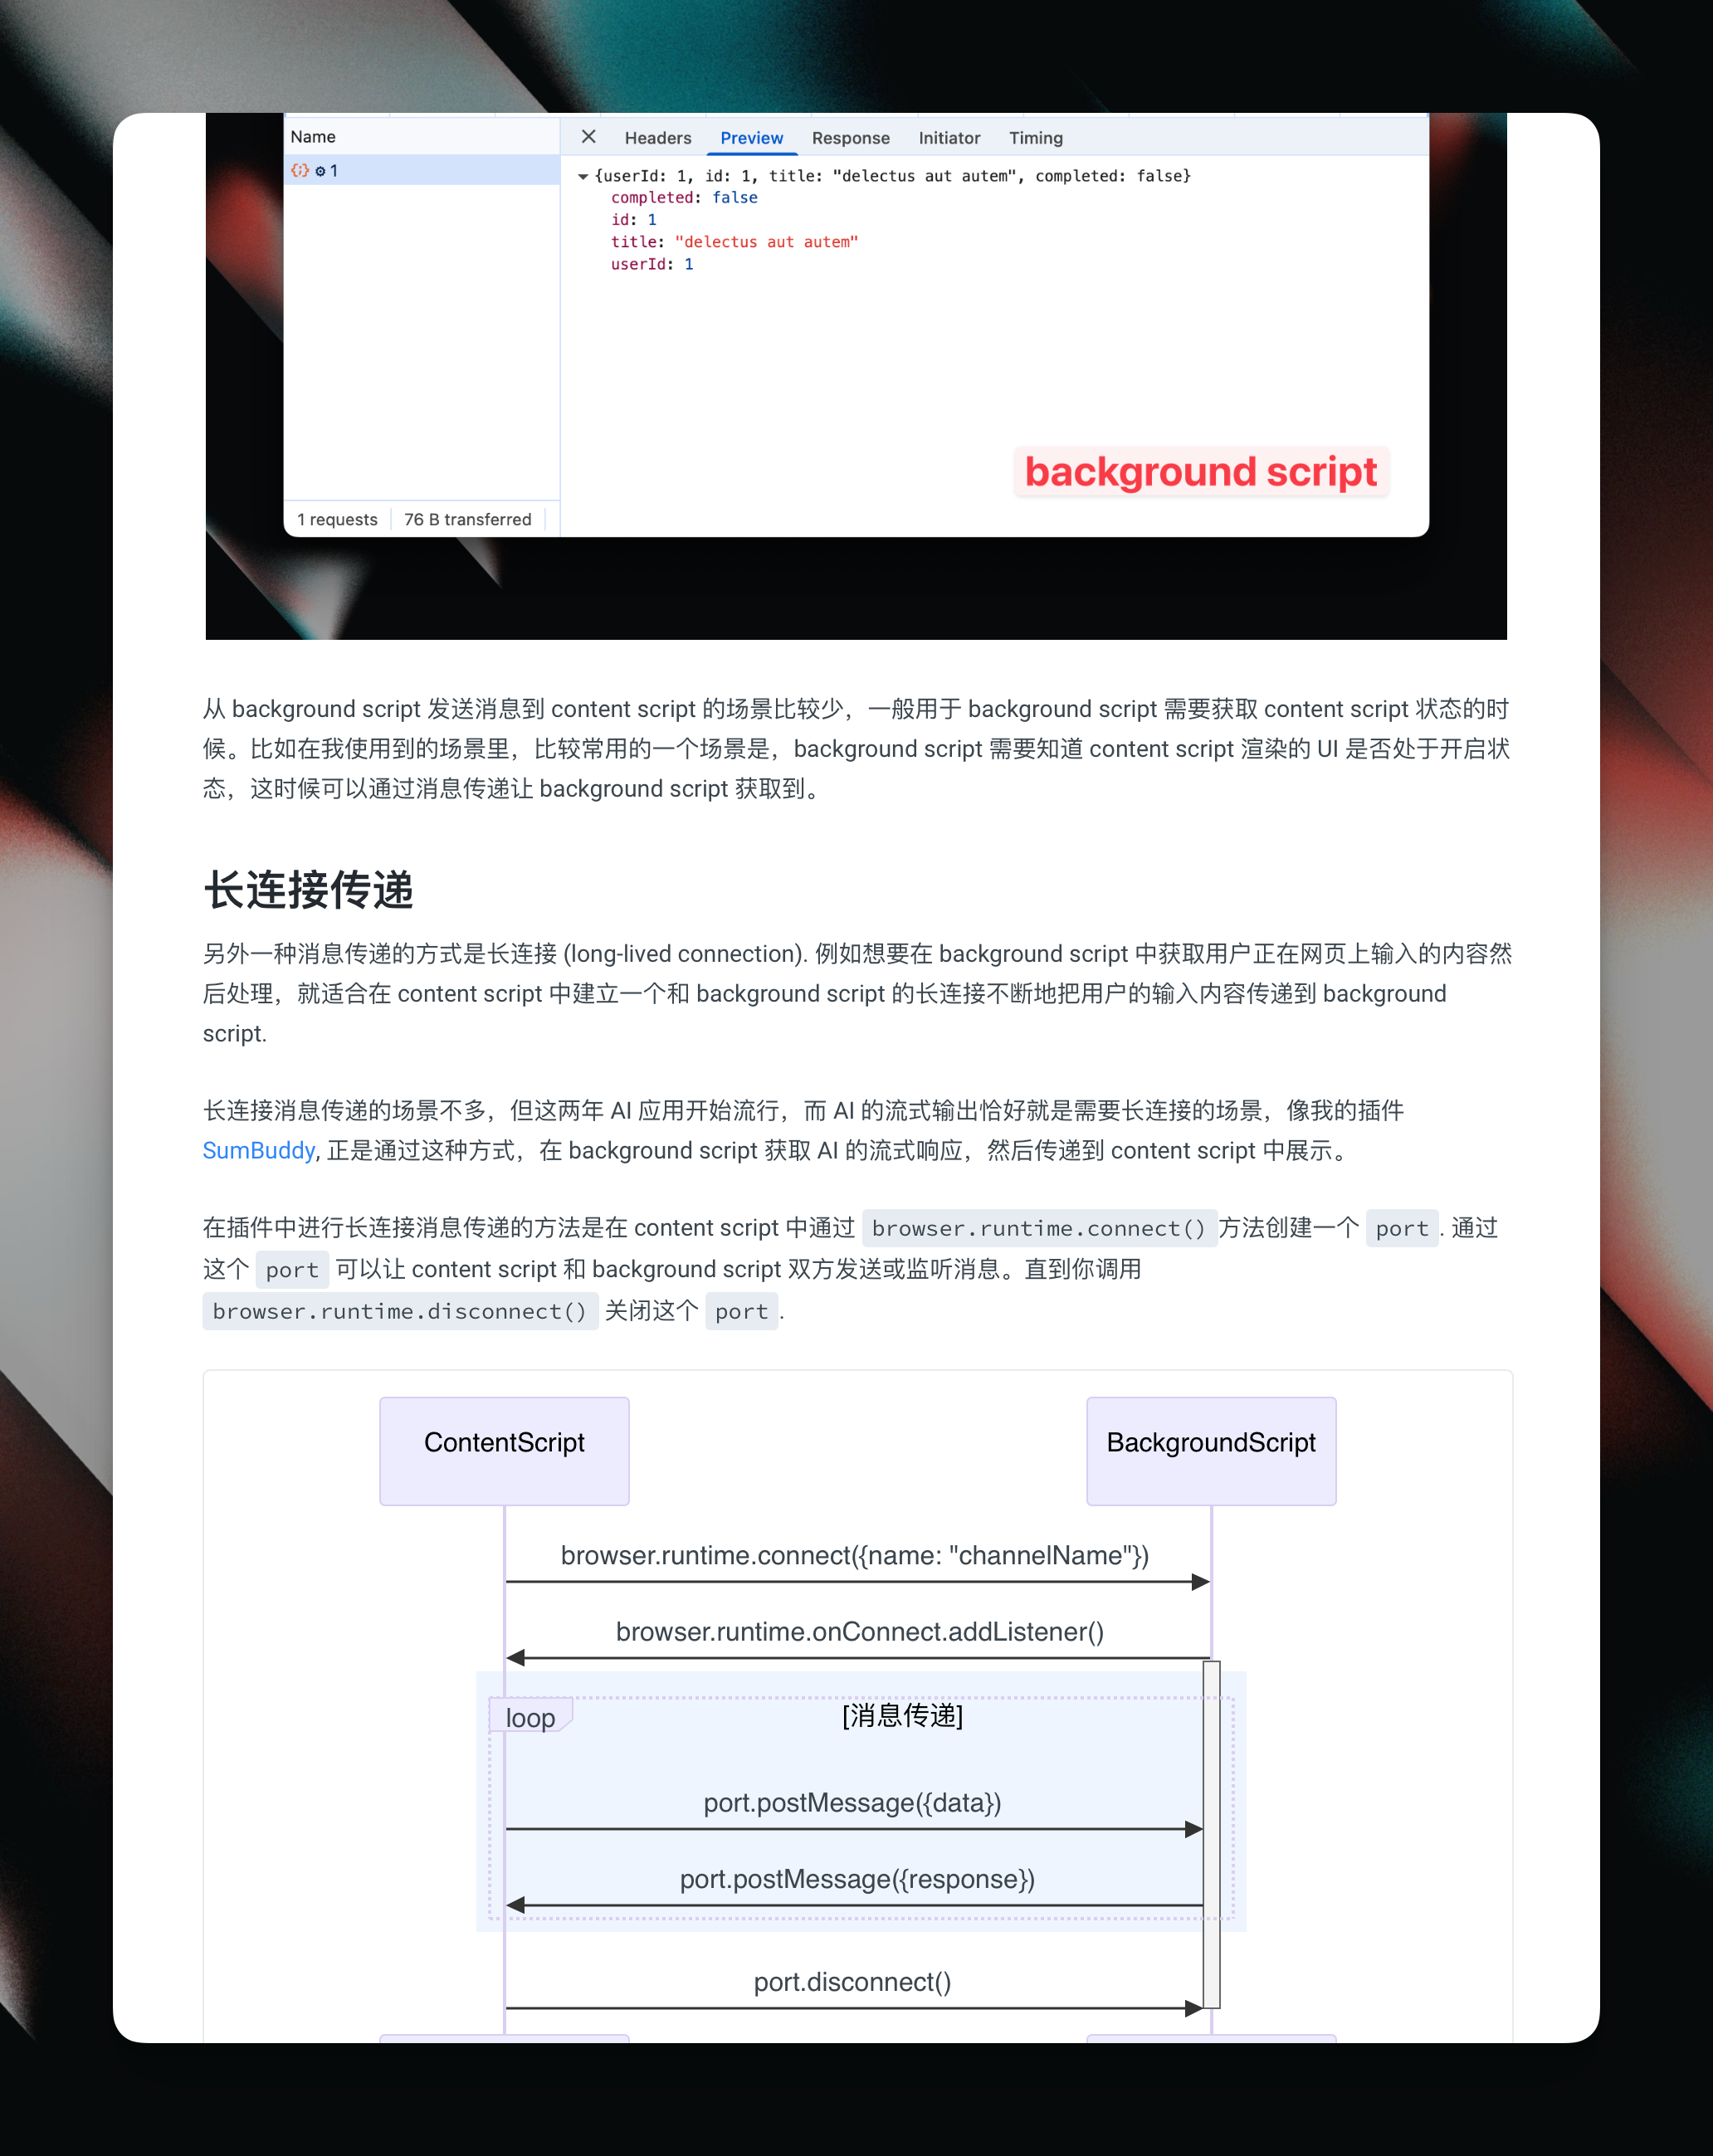 Name
Headers Preview Response Initiator Timing
1
{userId: 1, id: 1, title: "delectus aut autem", completed: false}
completed: false
id: 1
title: "delectus aut autem"
userId: 1
background script
1 requests 76 B transferred
从 background script 发送消息到 content script 的场景比较少，一般用于 background script 需要获取 content script 状态的时
候。比如在我使用到的场景里，比较常用的一个场景是，background script 需要知道 content script 渲染的 UI 是否处于开启状
态，这时候可以通过消息传递让 background script 获取到。
长连接传递
另外一种消息传递的方式是长连接 (long-lived connection). 例如想要在 background script 中获取用户正在网页上输入的内容然
后处理，就适合在 content script 中建立一个和 background script 的长连接不断地把用户的输入内容传递到 background
script.
长连接消息传递的场景不多，但这两年 AI 应用开始流行，而 AI 的流式输出恰好就是需要长连接的场景，像我的插件
SumBuddy, 正是通过这种方式，在 background script 获取 AI 的流式响应，然后传递到 content script 中展示。
在插件中进行长连接消息传递的方法是在 content script 中通过 browser.runtime.connect() 方法创建一个 port. 通过
这个 port 可以让 content script 和 background script 双方发送或监听消息。直到你调用
browser.runtime.disconnect() 关闭这个 port.
ContentScript BackgroundScript
browser.runtime.connect({name: "channelName"})
browser.runtime.onConnect.addListener()
loop [消息传递]
port.postMessage({data})
port.postMessage({response})
port.disconnect()